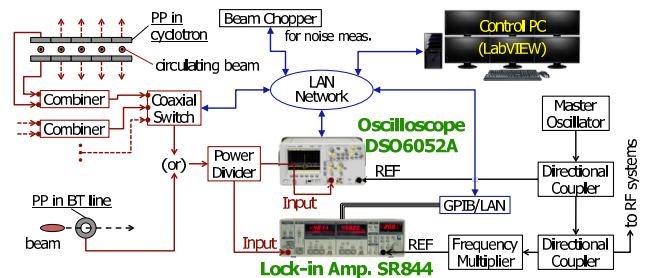 PP in
cyclotron
circulating beam
Beam Chopper
for noise meas.
Control PC
(LabVIEW)
Combiner
Combiner
Coaxial
Switch
LAN
Network
Oscilloscope
DSO6052A
Master
Oscillator
(or)
Power
Divider
REF
Directional
Coupler
to RF systems
Input
GPIB/LAN
PP in BT line
beam
Input
REF
Frequency
Multiplier
Directional
Coupler
Lock-in Amp. SR844